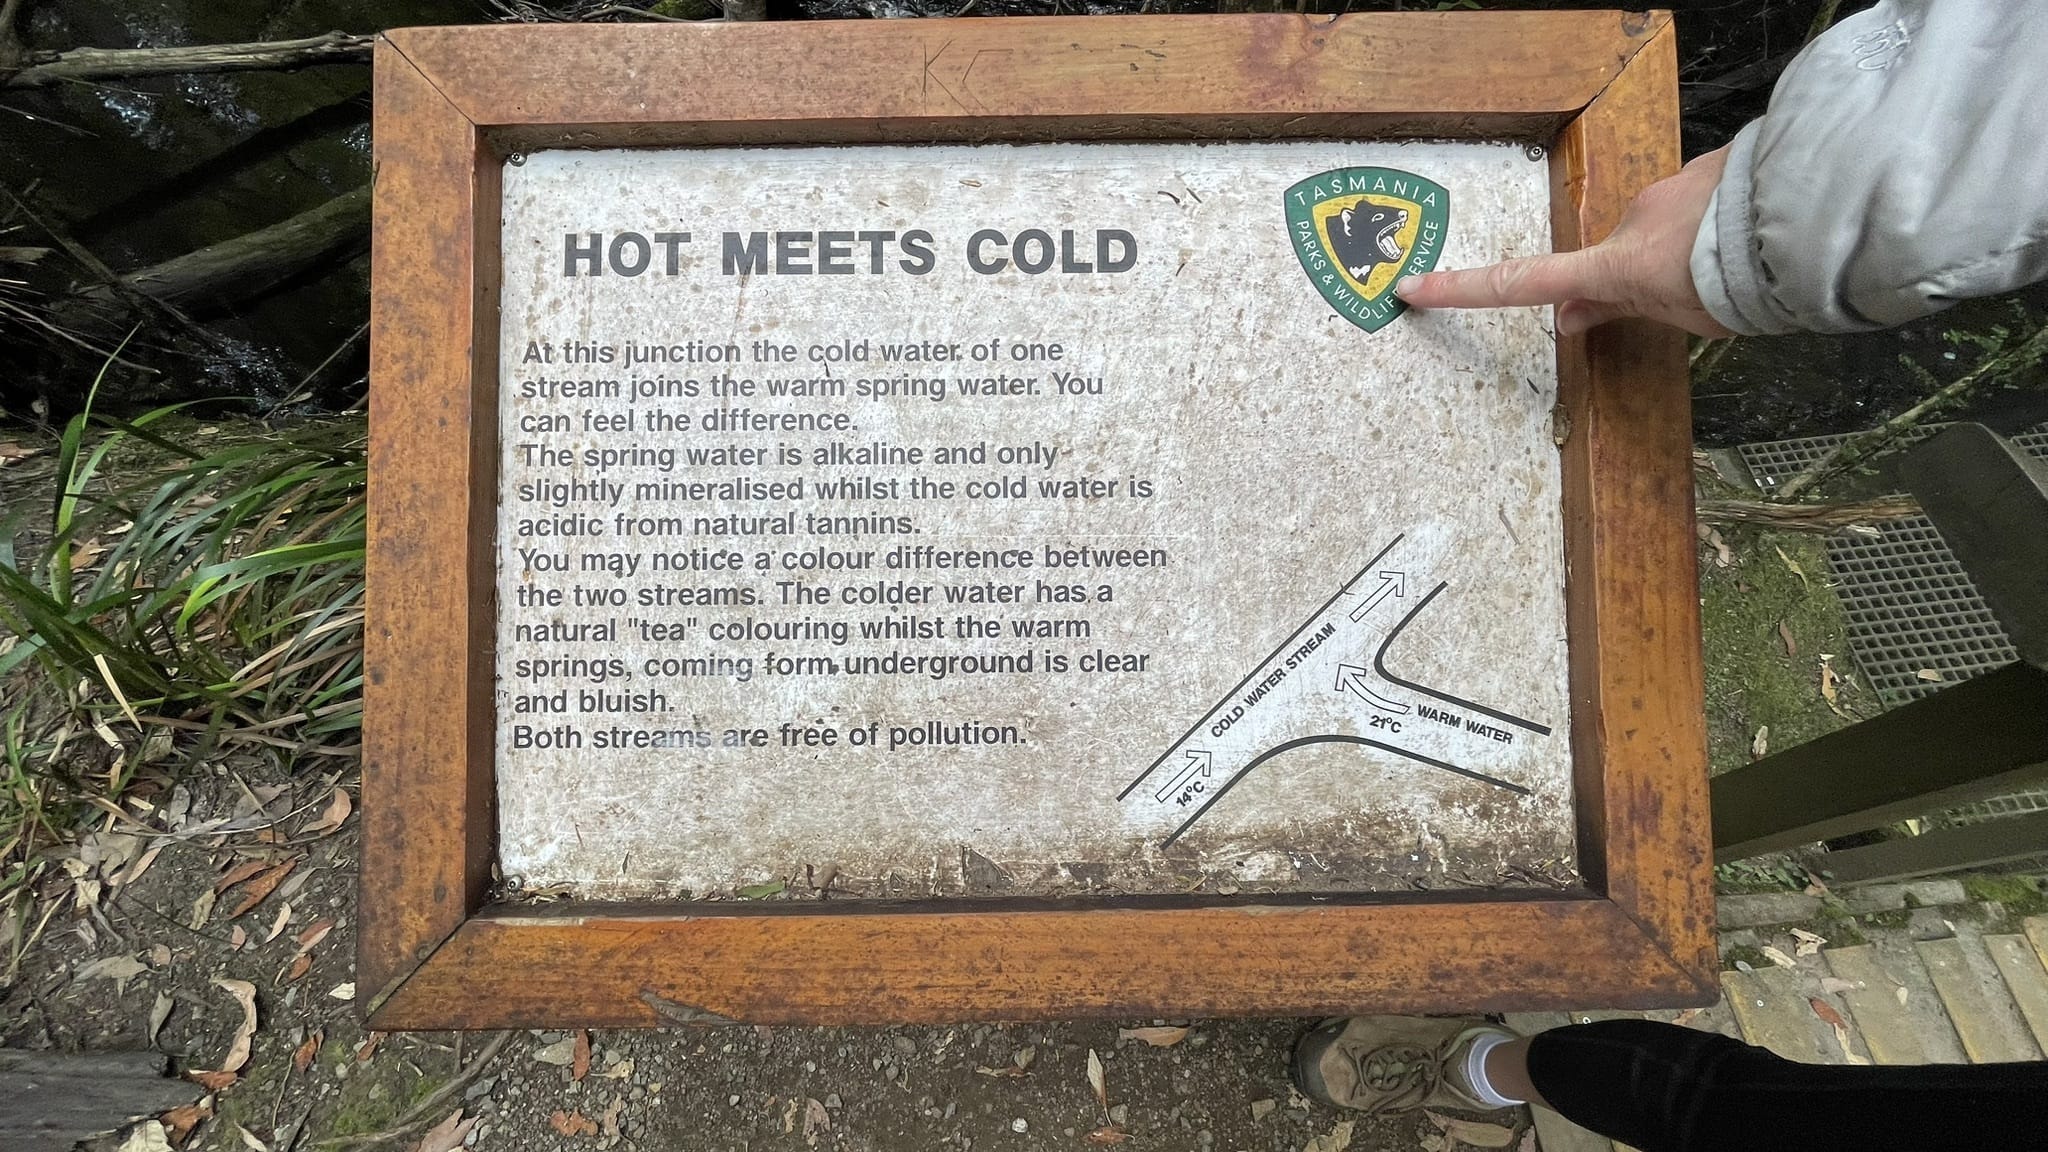 KC
HOT MEETS COLD
TASMANIA
PARKS & WILDLIFE SERVICE
At this junction the cold water of one
stream joins the warm spring water. You
can feel the difference.
The spring water is alkaline and only
slightly mineralised whilst the cold water is
acidic from natural tannins.
You may notice a colour difference between
the two streams. The colder water has a
natural "tea" colouring whilst the warm
springs, coming form underground is clear
and bluish.
Both streams are free of pollution.
COLD WATER STREAM
14°C
WARM WATER
21°C